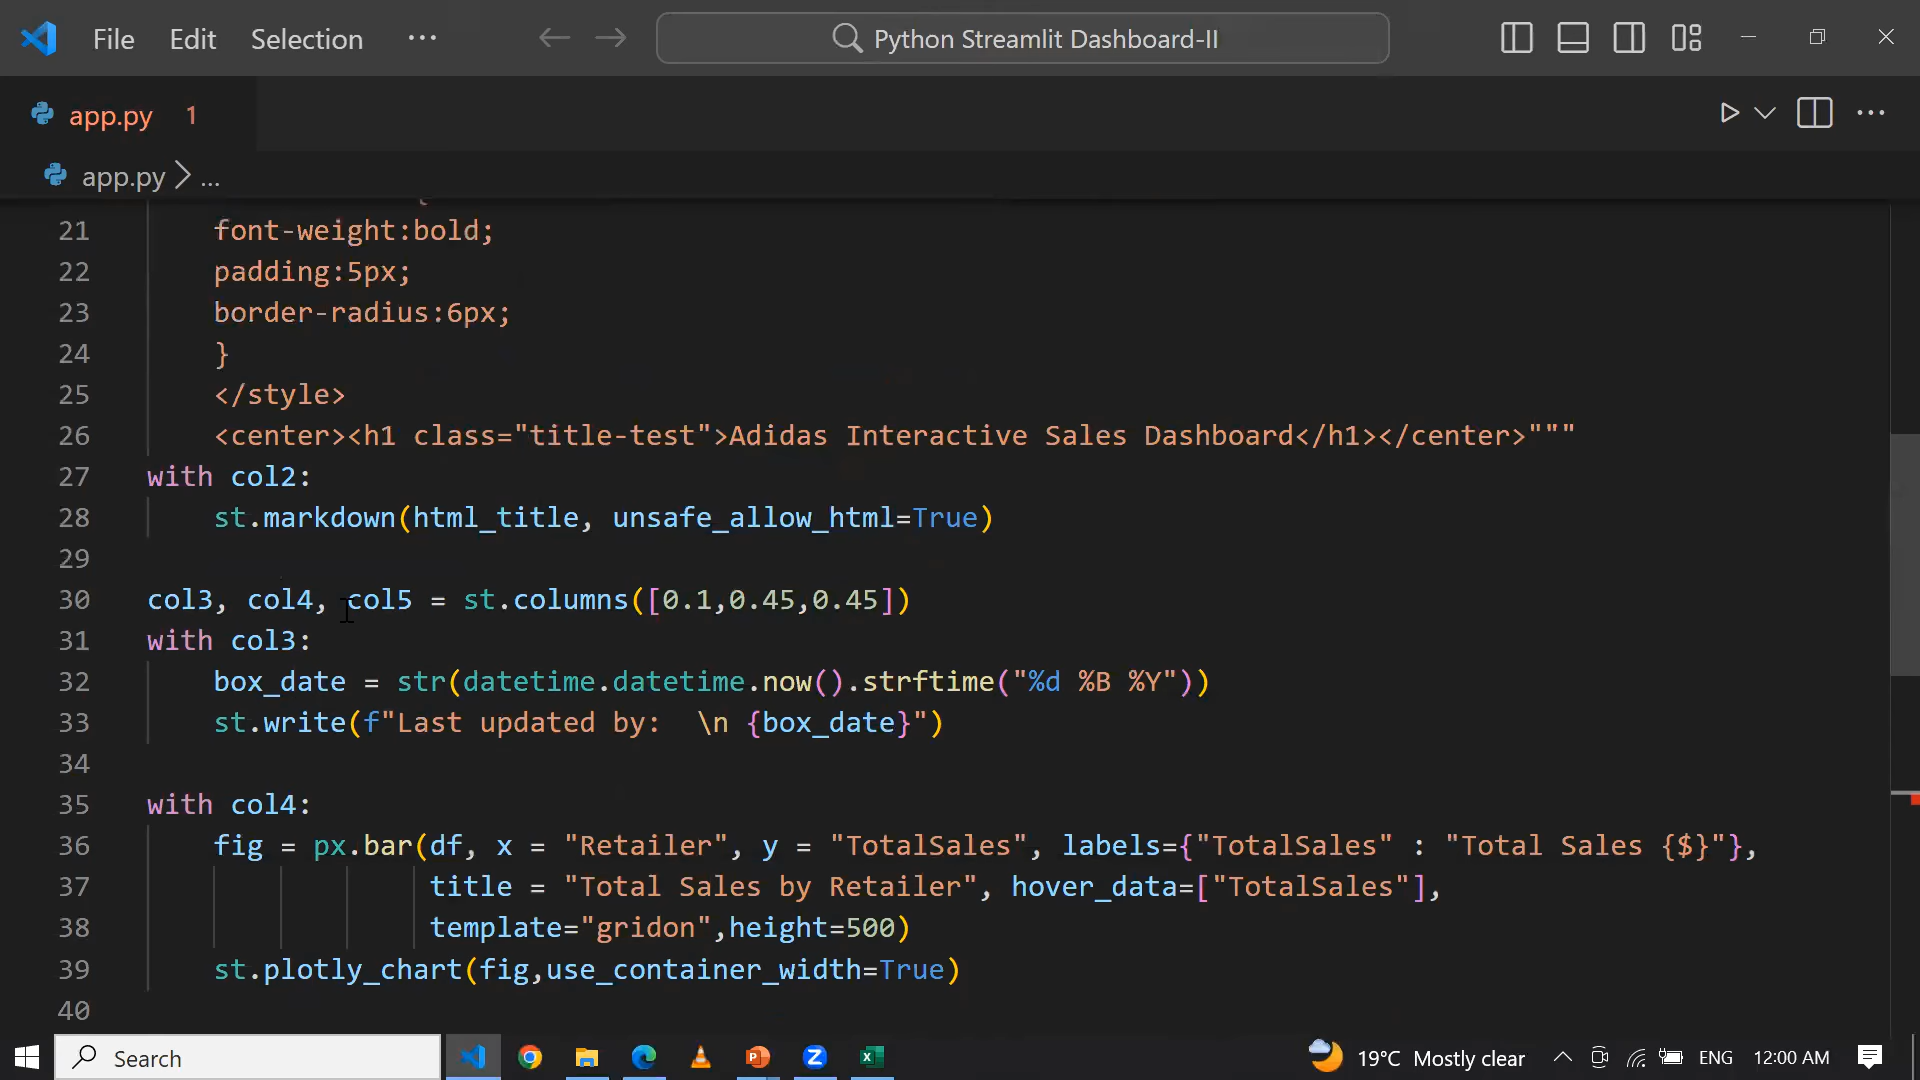 File Edit Selection ... Python Streamlit Dashboard-II
app.py 1
app.py > ...
21 font-weight:bold;
22 padding:5px;
23 border-radius:6px;
24 }
25 </style>
26 <center><h1 class="title-test">Adidas Interactive Sales Dashboard</h1></center>"""
27 with col2:
28 st.markdown(html_title, unsafe_allow_html=True)
29
30 col3, col4, col5 = st.columns([0.1,0.45,0.45])
31 with col3:
32 box_date = str(datetime.datetime.now().strftime("%d %B %Y"))
33 st.write(f"Last updated by:  \n {box_date}")
34
35 with col4:
36 fig = px.bar(df, x = "Retailer", y = "TotalSales", labels={"TotalSales" : "Total Sales {$}"},
37 title = "Total Sales by Retailer", hover_data=["TotalSales"],
38 template="gridon",height=500)
39 st.plotly_chart(fig,use_container_width=True)
40
Search 19°C Mostly clear ENG 12:00 AM